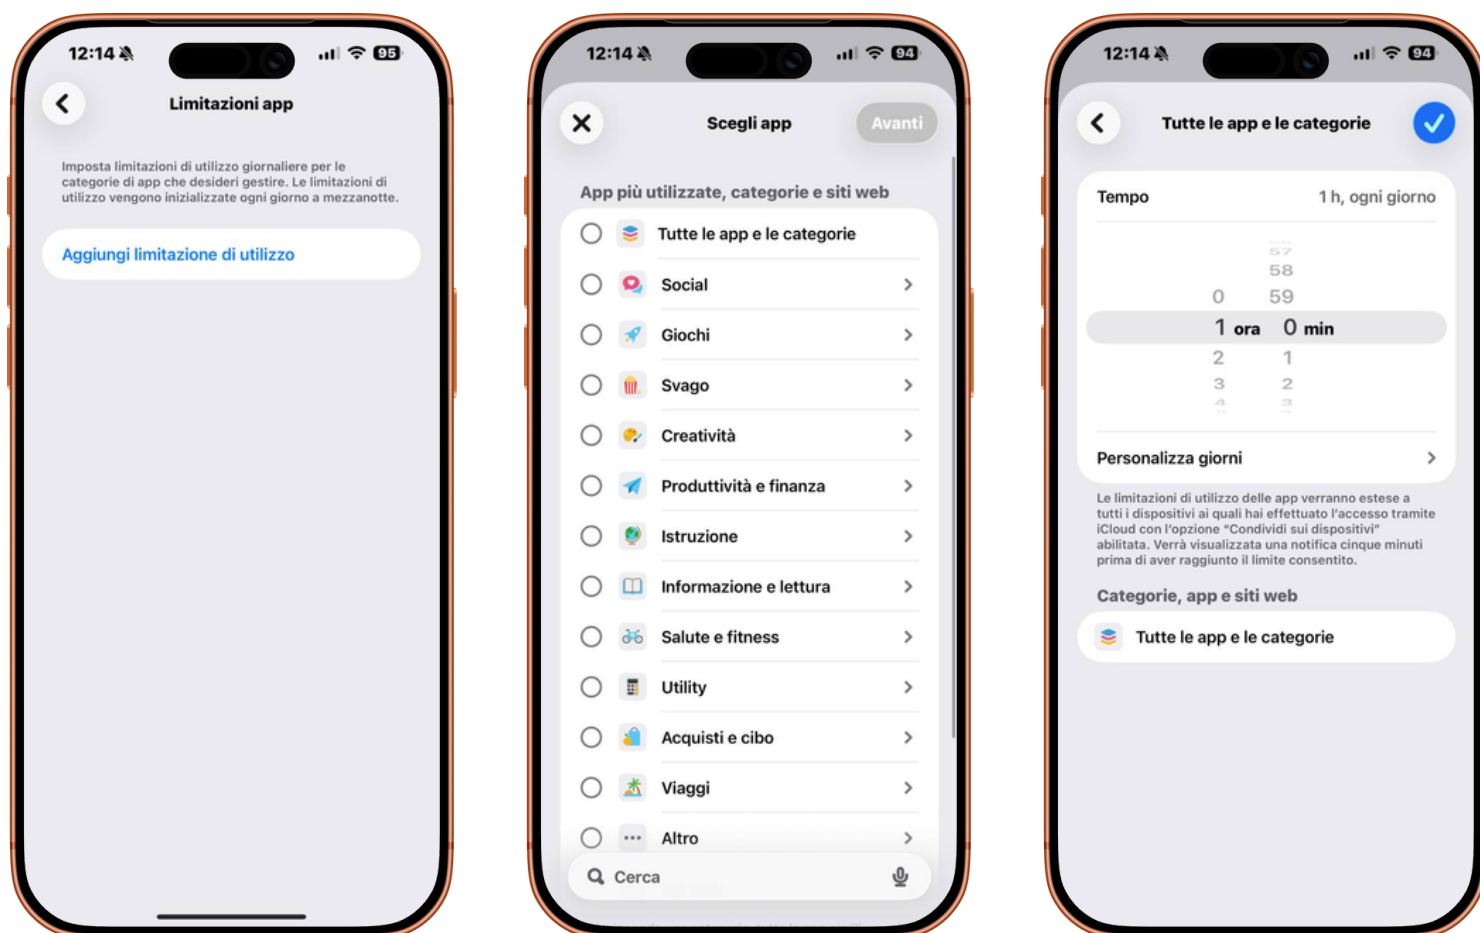 12:14
95
Limitazioni app
Imposta limitazioni di utilizzo giornaliere per le
categorie di app che desideri gestire. Le limitazioni di
utilizzo vengono inizializzate ogni giorno a mezzanotte.
Aggiungi limitazione di utilizzo
12:14
94
Scegli app
Avanti
App più utilizzate, categorie e siti web
Tutte le app e le categorie
Social
Giochi
Svago
Creatività
Produttività e finanza
Istruzione
Informazione e lettura
Salute e fitness
Utility
Acquisti e cibo
Viaggi
Altro
Cerca
12:14
94
Tutte le app e le categorie
Tempo
1 h, ogni giorno
57
58
0 59
1 ora 0 min
2 1
3 2
4 3
Personalizza giorni
Le limitazioni di utilizzo delle app verranno estese a
tutti i dispositivi ai quali hai effettuato l'accesso tramite
iCloud con l'opzione “Condividi sui dispositivi”
abilitata. Verrà visualizzata una notifica cinque minuti
prima di aver raggiunto il limite consentito.
Categorie, app e siti web
Tutte le app e le categorie